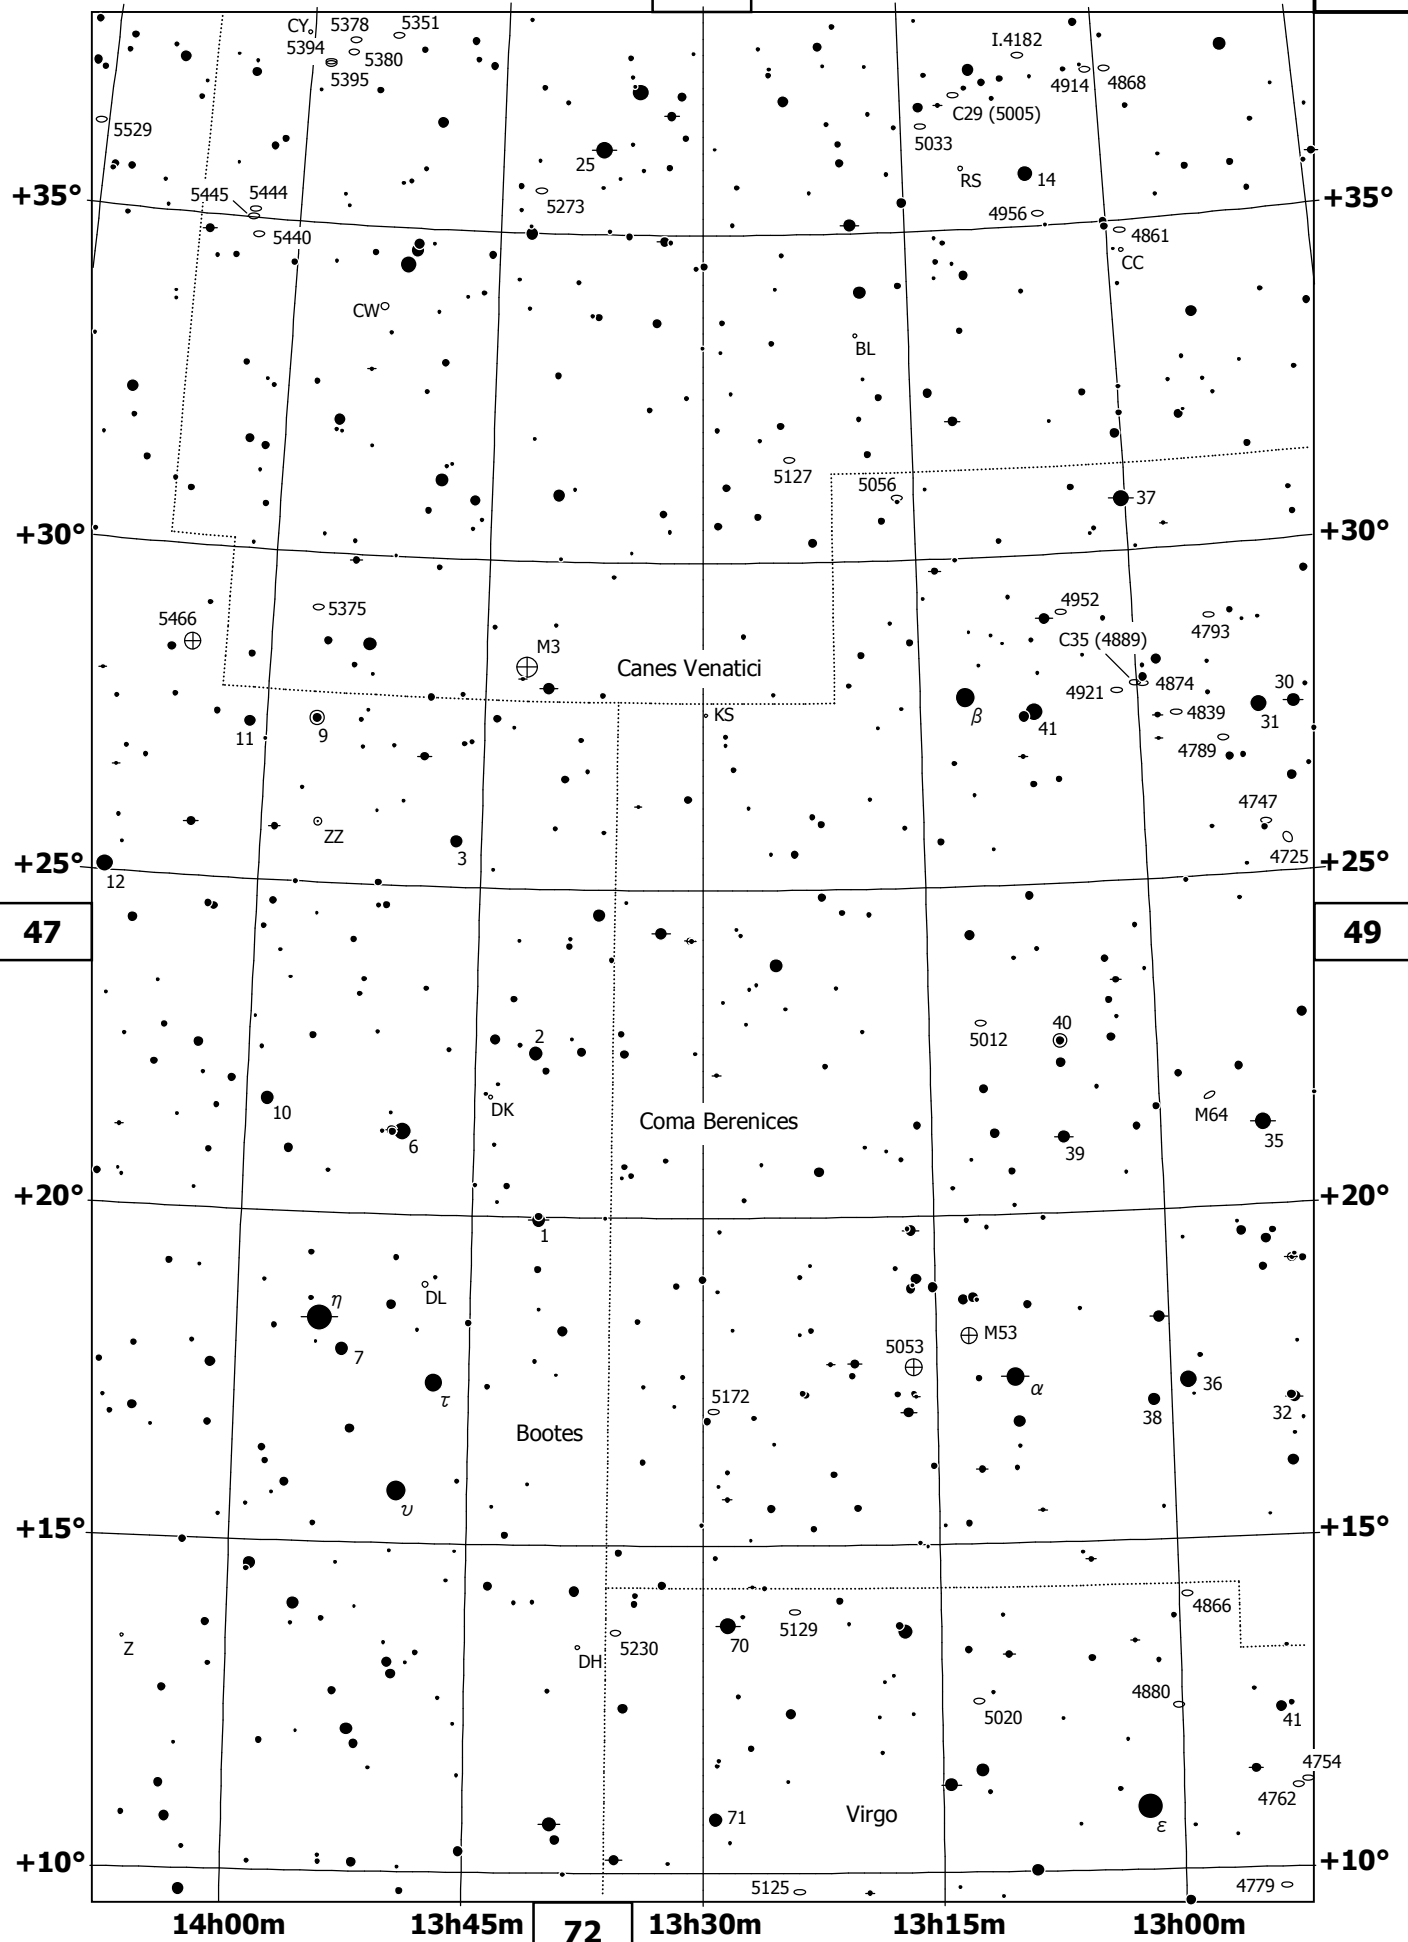 CY 5378 5351
5394 5380
5395
I.4182
4914 4868
C29 (5005)
5529
5033
25
RS 14
+35° 5445 5444 5273 4956 +35°
5440 4861
CC
CW
BL
5127 5056
37
+30° +30°
5466 5375 M3 Canes Venatici 4952 4793
C35 (4889)
4921 4874 30
11 9 KS β 41 4839 31
4789
ZZ 3 4747
4725
+25° +25°
12
47 49
2 5012 40
10 DK Coma Berenices M64
6 39 35
+20° +20°
1
η DL
7 5053 M53
τ 5172 α 36
38 32
Bootes
υ
+15° +15°
4866
Z DH 5230 70 5129
4880
5020 41
4754
4762
71 Virgo ε
+10° +10°
5125 4779
14h00m 13h45m 72 13h30m 13h15m 13h00m